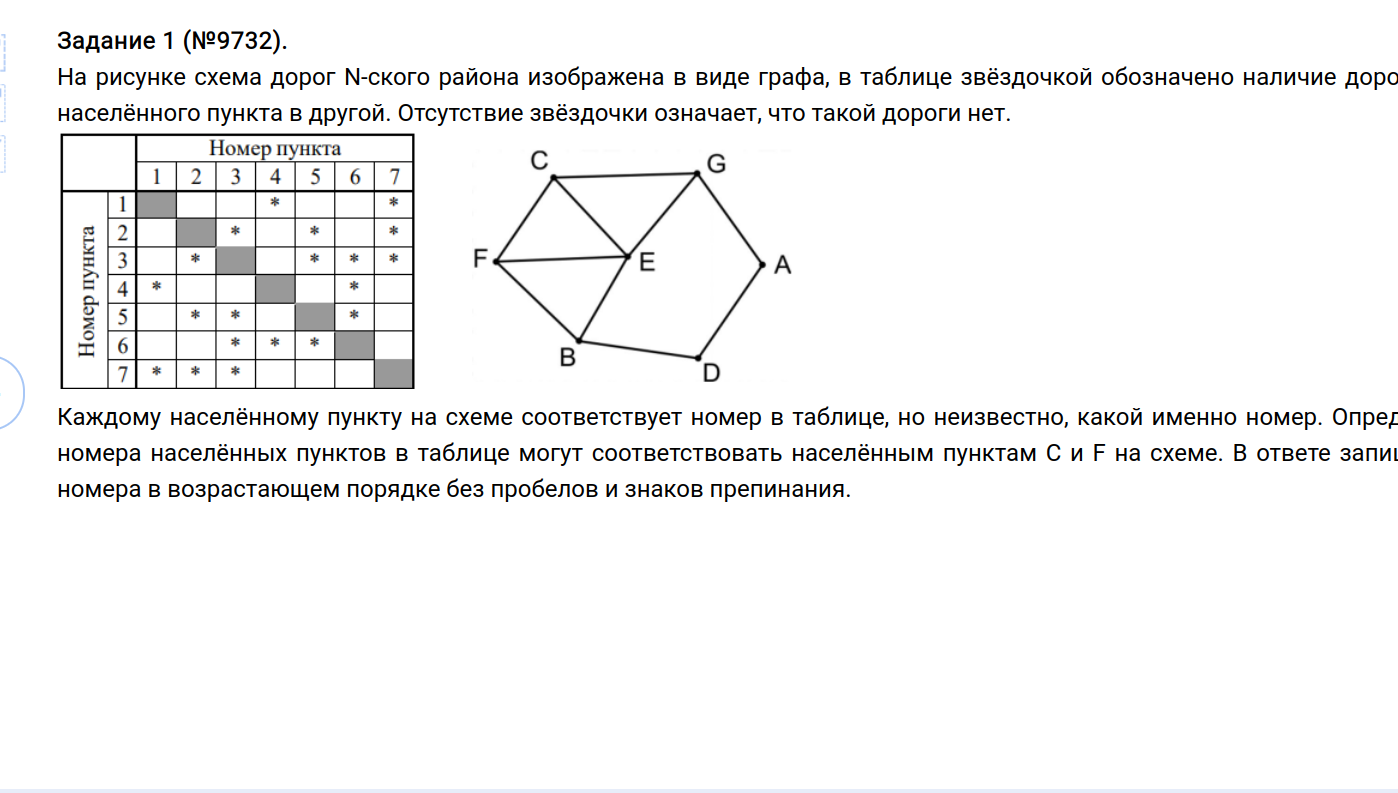 Задание 1 (№9732).
На рисунке схема дорог N-ского района изображена в виде графа, в таблице звёздочкой обозначено наличие доро
населённого пункта в другой. Отсутствие звёздочки означает, что такой дороги нет.
Номер пункта
1 2 3 4 5 6 7
Номер пункта
1 * *
2 * * *
3 * * * *
4 * *
5 * * *
6 * * *
7 * * *
C G
F E A
B D
Каждому населённому пункту на схеме соответствует номер в таблице, но неизвестно, какой именно номер. Опред
номера населённых пунктов в таблице могут соответствовать населённым пунктам C и F на схеме. В ответе запиш
номера в возрастающем порядке без пробелов и знаков препинания.